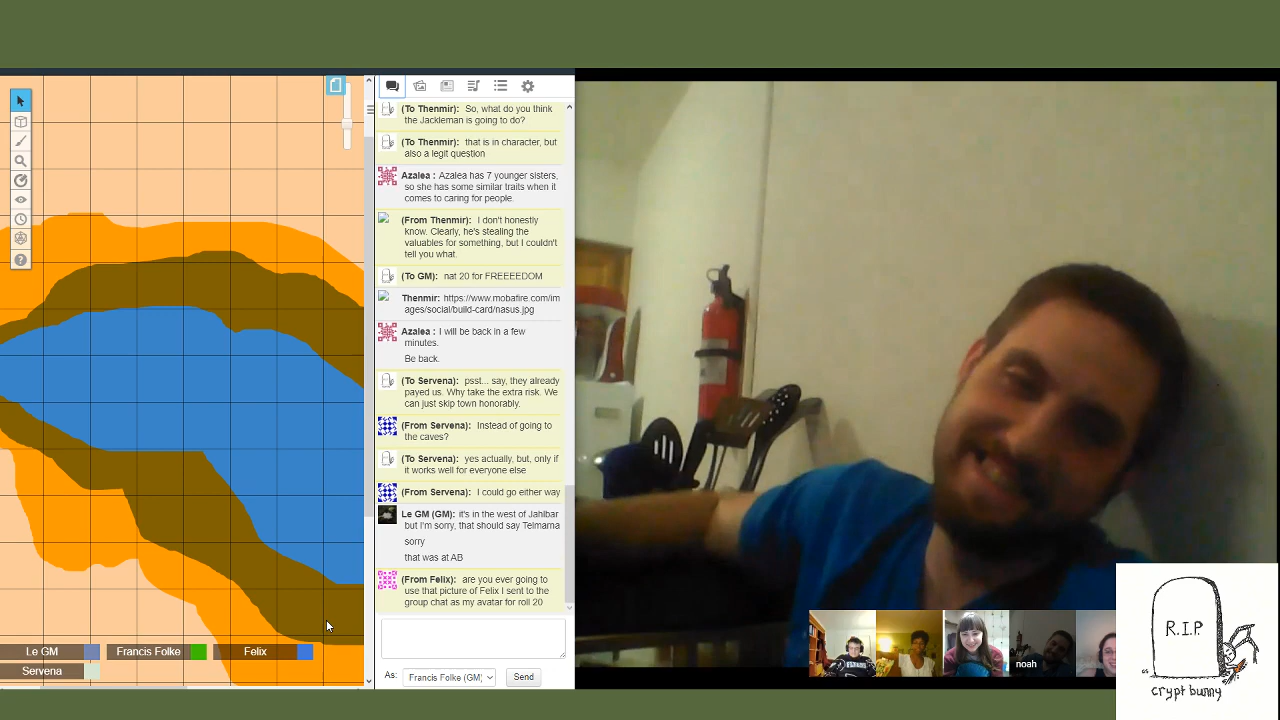 (To Thenmir): So, what do you think
the Jackleman is going to do?
(To Thenmir): that is in character, but
also a legit question
Azalea : Azalea has 7 younger sisters,
so she has some similar traits when it
comes to caring for people.
(From Thenmir): I don't honestly
know. Clearly, he's stealing the
valuables for something, but I couldn't
tell you what.
(To GM): nat 20 for FREEEEDOM
Thenmir: https://www.mobafire.com/im
ages/social/build-card/nasus.jpg
Azalea : I will be back in a few
minutes.
Be back.
(To Servena): psst... say, they already
payed us. Why take the extra risk. We
can just skip town honorably.
(From Servena): Instead of going to
the caves?
(To Servena): yes actually, but, only if
it works well for everyone else
(From Servena): I could go either way
Le GM (GM): it's in the west of Jahlbar
but I'm sorry, that should say Telmarna
sorry
that was at AB
(From Felix): are you ever going to
use that picture of Felix I sent to the
group chat as my avatar for roll 20
As: Francis Folke (GM) Send
Le GM Francis Folke Felix
Servena
noah
R.I.P
crypt bunny